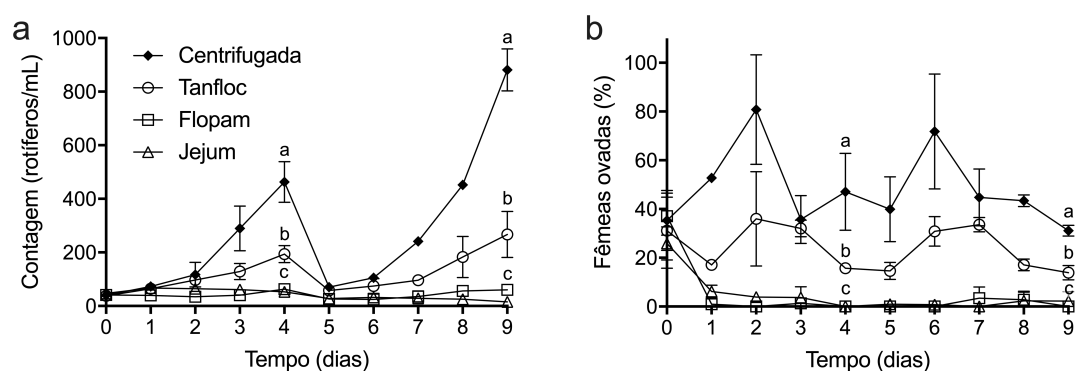 a
Contagem (rotíferos/mL)
1000
800
600
400
200
0
Centrifugada
Tanfloc
Flopam
Jejum
a
b
c
a
b
c
0 1 2 3 4 5 6 7 8 9
Tempo (dias)
b
Fêmeas ovadas (%)
100
80
60
40
20
0
a
b
c
a
b
c
0 1 2 3 4 5 6 7 8 9
Tempo (dias)